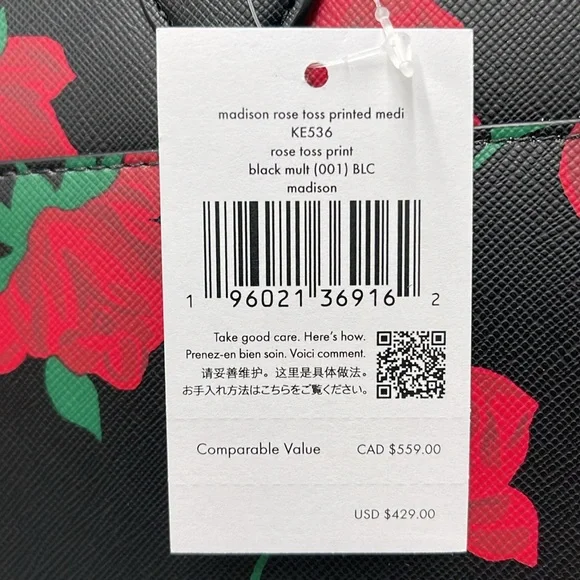 madison rose toss printed medi
KE536
rose toss print
black mult (001) BLC
madison
1 96021 36916 2
Take good care. Here's how.
Prenez-en bien soin. Voici comment.
请妥善维护。这里是具体做法。
お手入れ方法はこちらをご覧ください。
Comparable Value CAD $559.00
USD $429.00